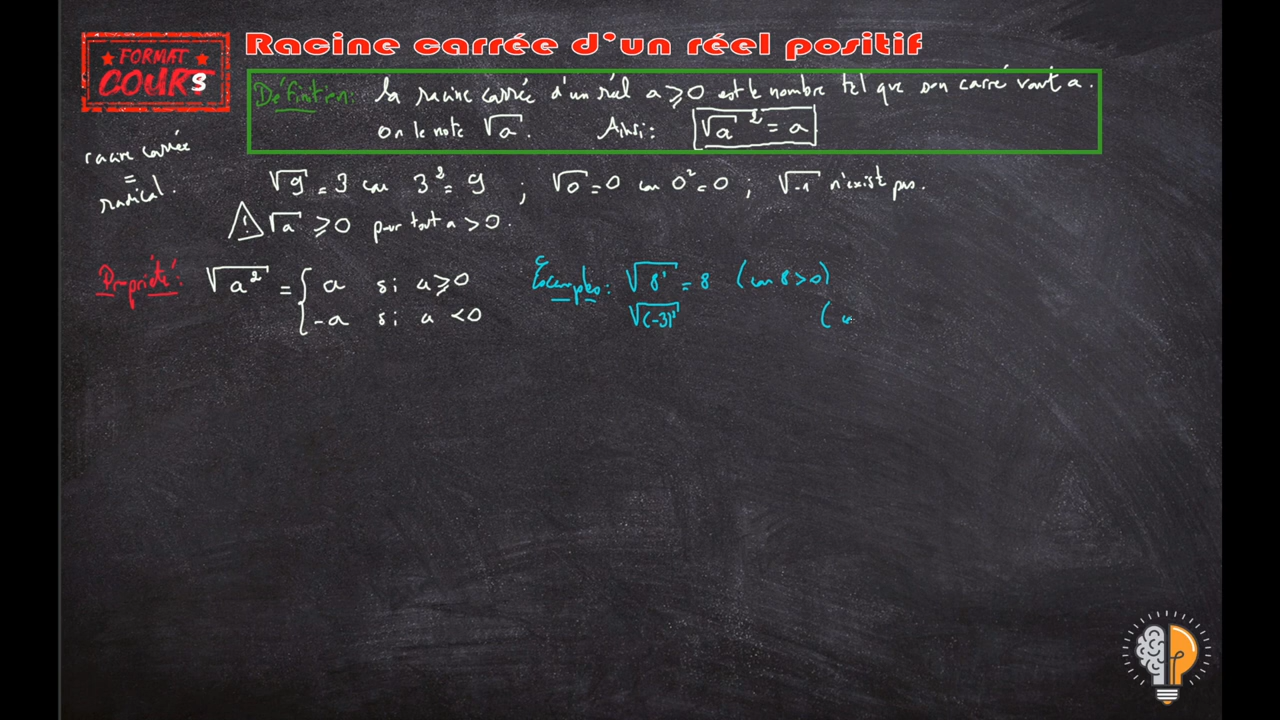 Racine carrée d'un réel positif
FORMAT
COURS
Définition: la racine carrée d'un réel a ⩾ 0 est le nombre tel que son carré vaut a.
on le note √a. Ainsi: √a² = a
racine carrée
=
radical.
√9 = 3 car 3² = 9 ; √0 = 0 car 0² = 0 ; √-1 n'exist pas.
! √a ⩾ 0 pour tout a > 0.
Propriété: √a² = { a si a ⩾ 0
-a si a < 0
Exemples: √8² = 8 (car 8 > 0)
√(-3)² (